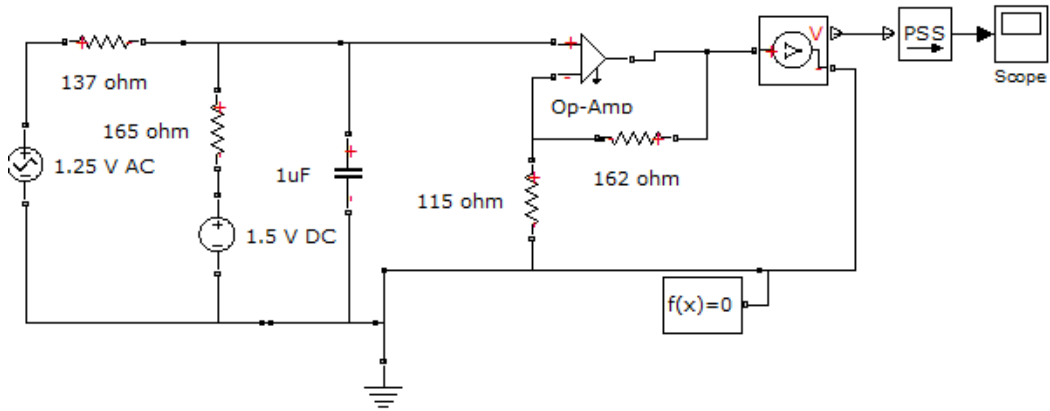 137 ohm
165 ohm
1.25 V AC
1uF
1.5 V DC
+
-
Op-Amp
162 ohm
115 ohm
V
PSS
Scope
f(x)=0